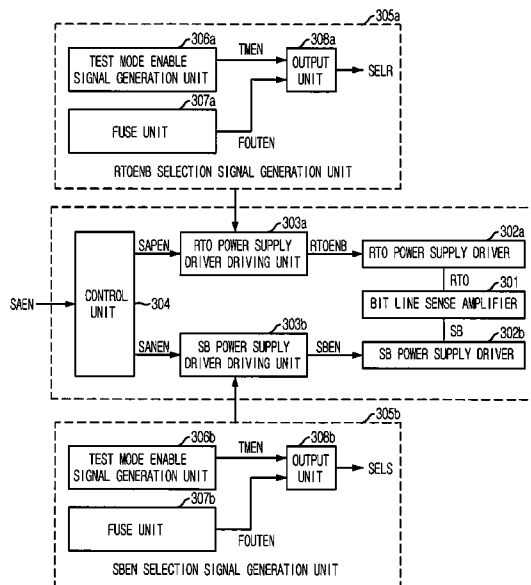 305a
306a
TEST MODE ENABLE
SIGNAL GENERATION UNIT
TMEN
308a
OUTPUT
UNIT
SELR
307a
FUSE UNIT
FOUTEN
RTOENB SELECTION SIGNAL GENERATION UNIT
SAEN
CONTROL
UNIT
304
SAPEN
303a
RTO POWER SUPPLY
DRIVER DRIVING UNIT
RTOENB
302a
RTO POWER SUPPLY DRIVER
RTO
301
BIT LINE SENSE AMPLIFIER
SANEN
303b
SB POWER SUPPLY
DRIVER DRIVING UNIT
SBEN
SB
302b
SB POWER SUPPLY DRIVER
305b
306b
TEST MODE ENABLE
SIGNAL GENERATION UNIT
TMEN
308b
OUTPUT
UNIT
SELS
307b
FUSE UNIT
FOUTEN
SBEN SELECTION SIGNAL GENERATION UNIT